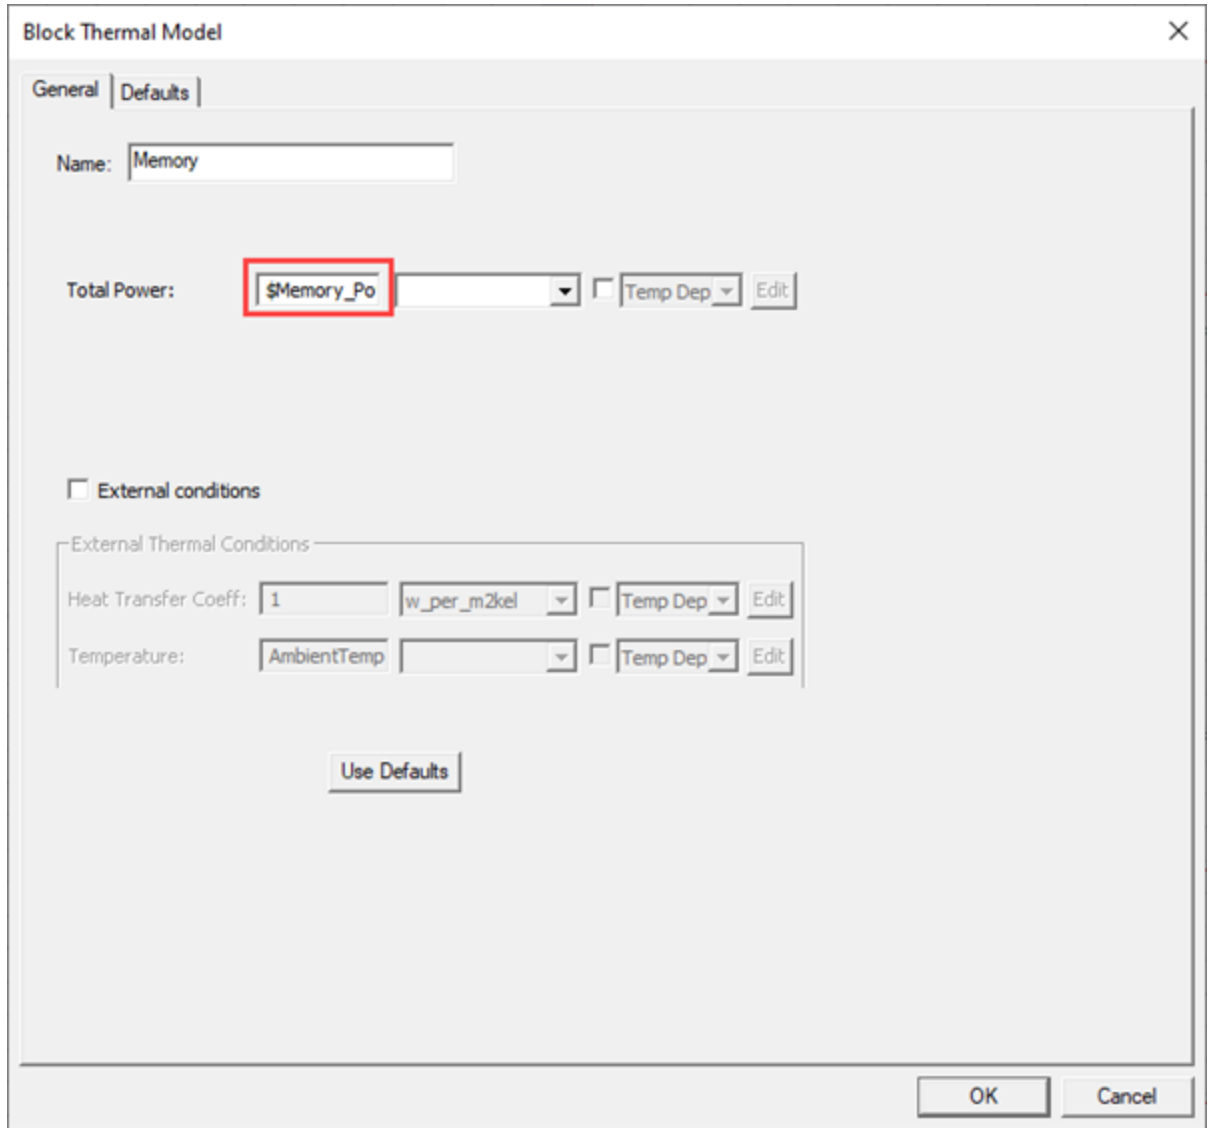 Block Thermal Model
General Defaults
Name: Memory
Total Power: $Memory_Po Temp Dep Edit
External conditions
External Thermal Conditions
Heat Transfer Coeff: 1 w_per_m2kel Temp Dep Edit
Temperature: AmbientTemp Temp Dep Edit
Use Defaults
OK Cancel